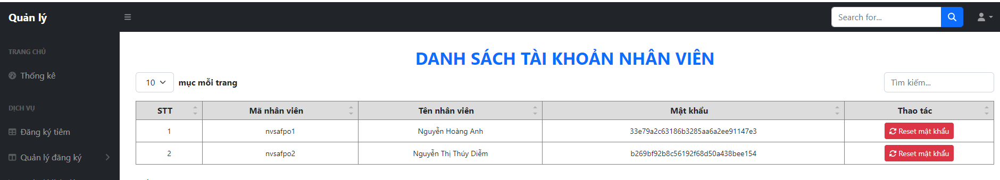 Quản lý
Search for...
TRANG CHỦ
Thống kê
DỊCH VỤ
Đăng ký tiêm
Quản lý đăng ký
DANH SÁCH TÀI KHOẢN NHÂN VIÊN
10 mục mỗi trang
Tìm kiếm...
STT Mã nhân viên Tên nhân viên Mật khẩu Thao tác
1 nvsafpo1 Nguyễn Hoàng Anh 33e79a2c63186b3285aa6a2ee91147e3 Reset mật khẩu
2 nvsafpo2 Nguyễn Thị Thúy Diễm b269bf92b8c56192f68d50a438bee154 Reset mật khẩu